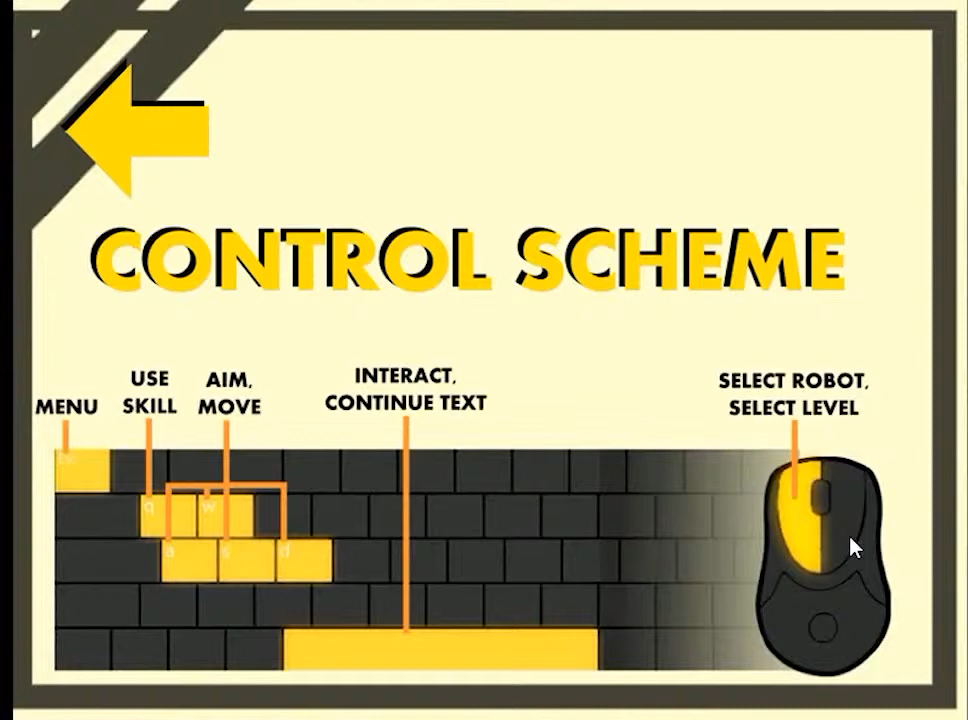 CONTROL SCHEME
MENU
USE
SKILL
AIM,
MOVE
INTERACT,
CONTINUE TEXT
SELECT ROBOT,
SELECT LEVEL
q
w
a
s
d